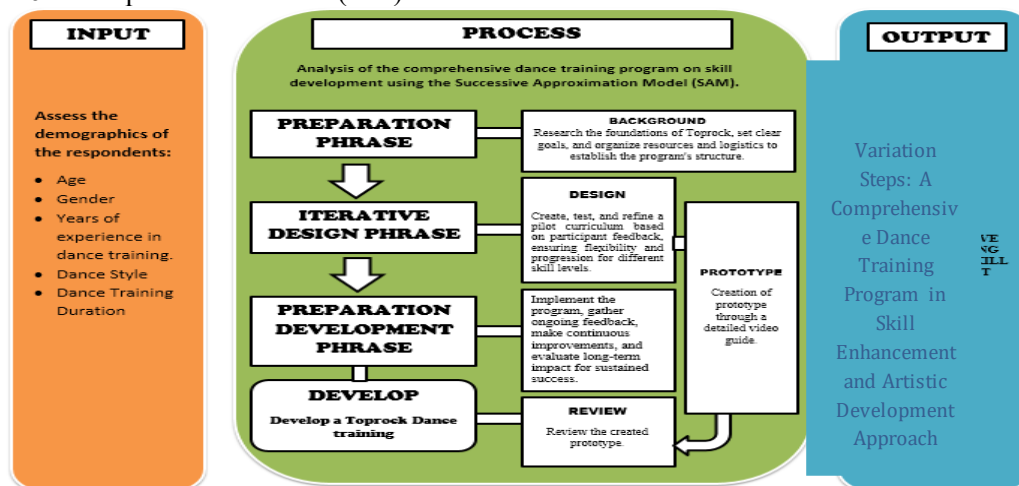 INPUT
Assess the
demographics of
the respondents:
• Age
• Gender
• Years of
experience in
dance training.
• Dance Style
• Dance Training
Duration
PROCESS
Analysis of the comprehensive dance training program on skill
development using the Successive Approximation Model (SAM).
PREPARATION
PHRASE
BACKGROUND
Research the foundations of Toprock, set clear
goals, and organize resources and logistics to
establish the program's structure.
ITERATIVE
DESIGN PHRASE
DESIGN
Create, test, and refine a
pilot curriculum based
on participant feedback,
ensuring flexibility and
progression for different
skill levels.
PROTOTYPE
Creation of
prototype
through a
detailed video
guide.
PREPARATION
DEVELOPMENT
PHRASE
Implement the
program, gather
ongoing feedback,
make continuous
improvements, and
evaluate long-term
impact for sustained
success.
DEVELOP
Develop a Toprock Dance
training
REVIEW
Review the created
prototype.
OUTPUT
Variation
Steps: A
Comprehensiv
e Dance
Training
Program in
Skill
Enhancement
and Artistic
Development
Approach